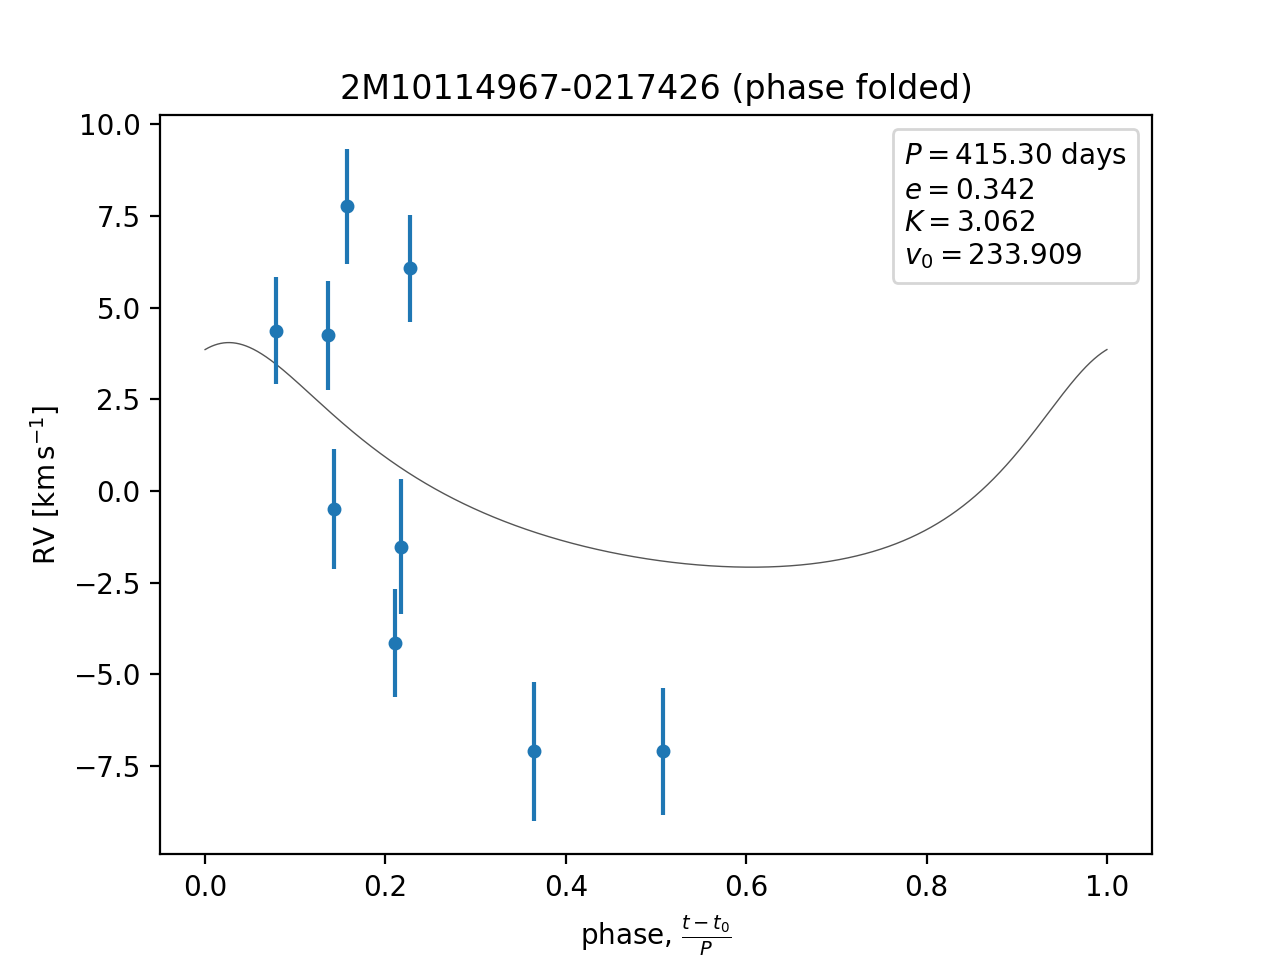 2M10114967-0217426 (phase folded)
P = 415.30 days
e = 0.342
K = 3.062
v₀ = 233.909
10.0
7.5
5.0
2.5
0.0
−2.5
−5.0
−7.5
RV [km s⁻¹]
0.0 0.2 0.4 0.6 0.8 1.0
phase, (t − t₀)/P